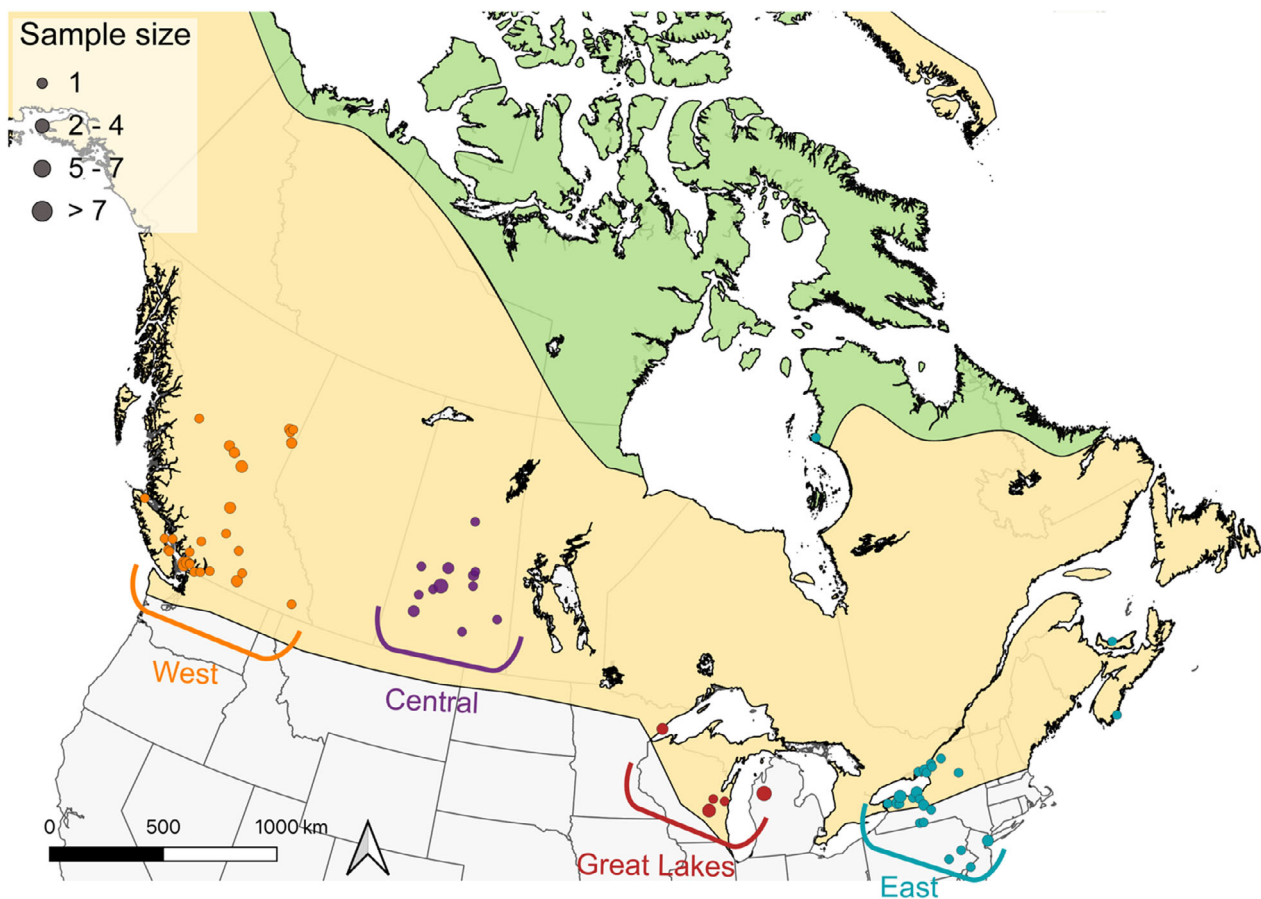 Sample size
1
2 - 4
5 - 7
> 7
West
Central
0 500 1000 km
Great Lakes
East